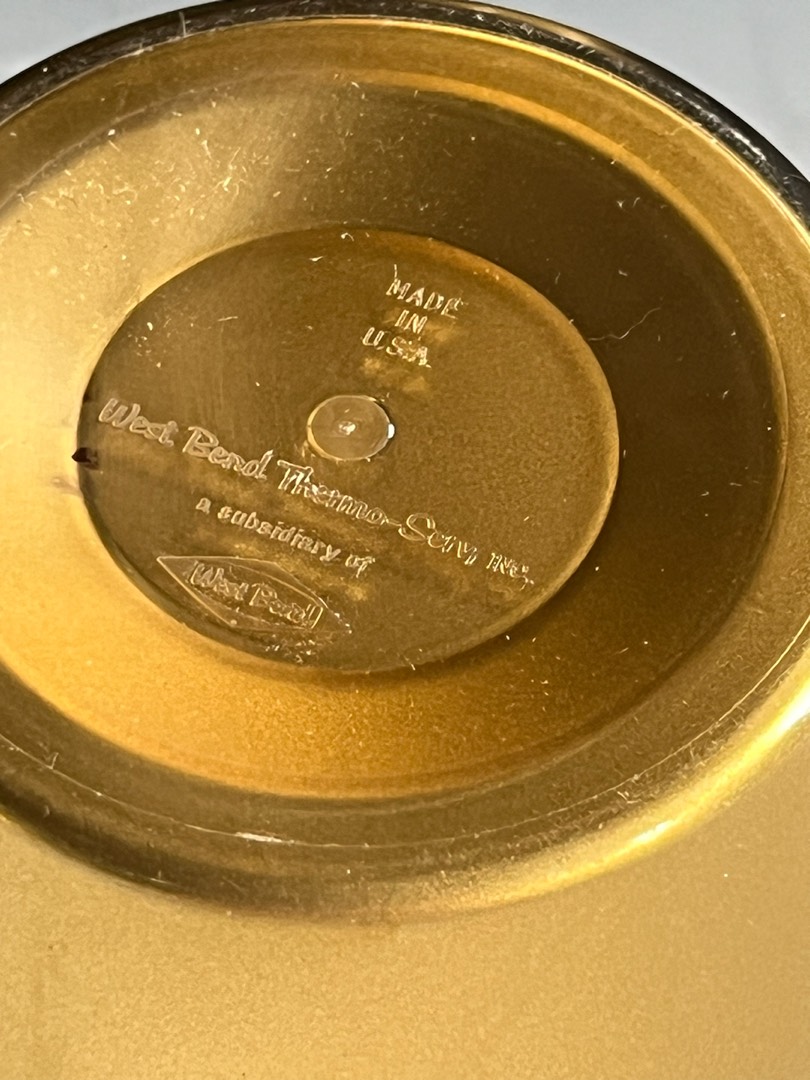 MADE
IN
U.S.A.
West Bend Thermo-Serv INC.
a subsidiary of
West Bend